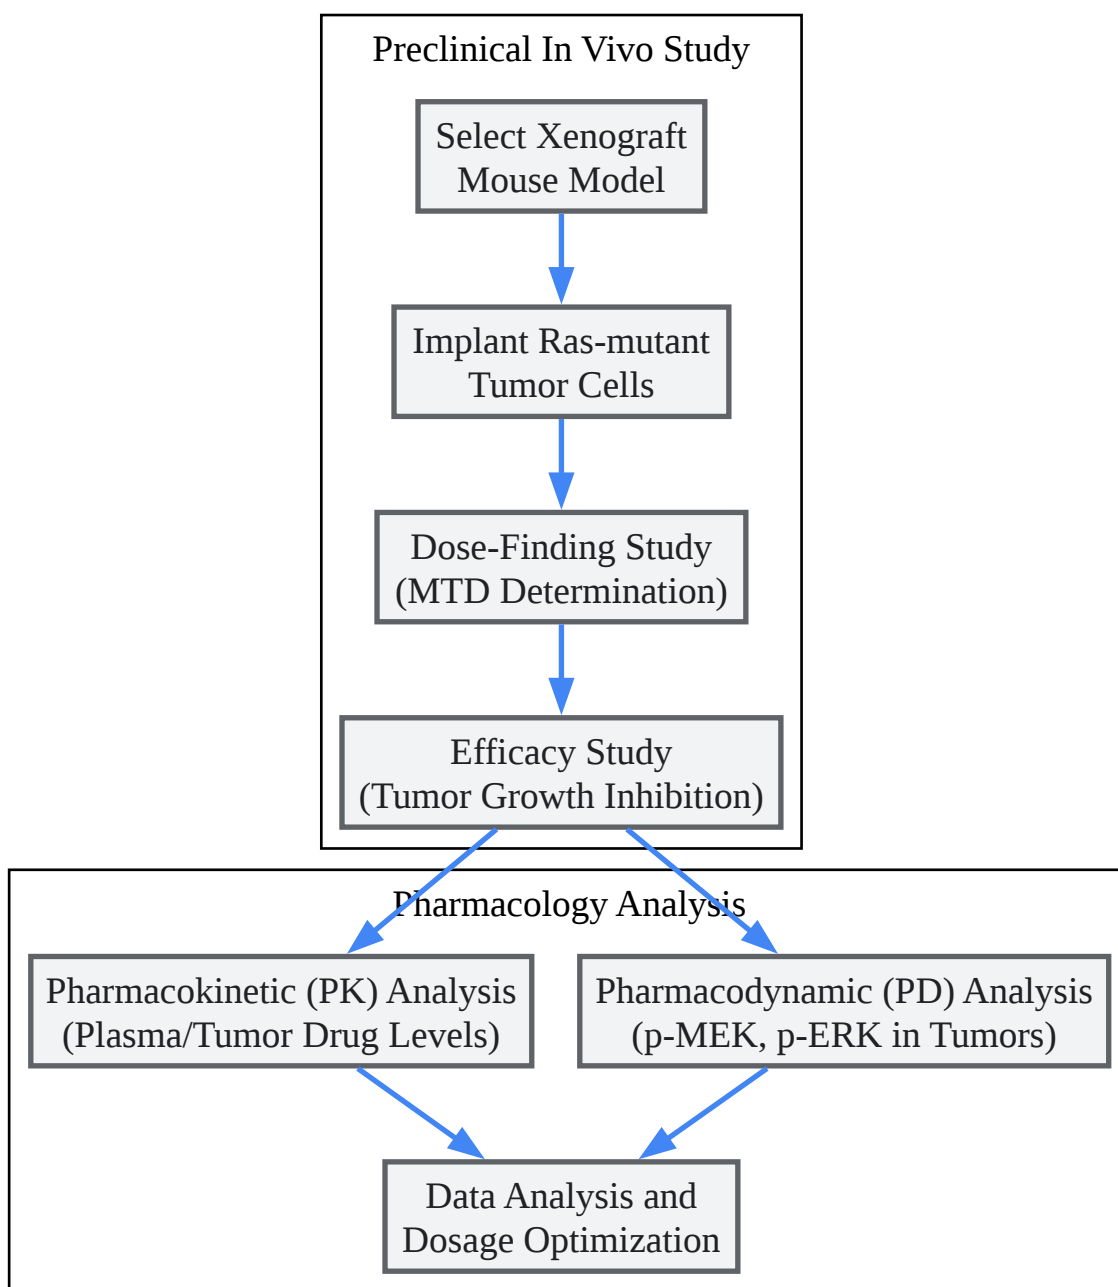 Preclinical In Vivo Study
Select Xenograft
Mouse Model
Implant Ras-mutant
Tumor Cells
Dose-Finding Study
(MTD Determination)
Efficacy Study
(Tumor Growth Inhibition)
Pharmacology Analysis
Pharmacokinetic (PK) Analysis
(Plasma/Tumor Drug Levels)
Pharmacodynamic (PD) Analysis
(p-MEK, p-ERK in Tumors)
Data Analysis and
Dosage Optimization